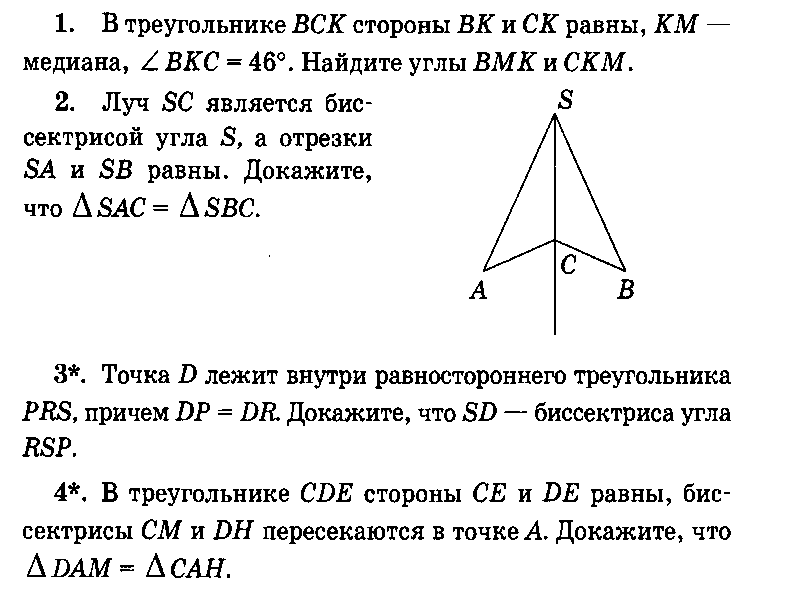 1. В треугольнике BCK стороны BK и CK равны, KM —
медиана, ∠ BKC = 46°. Найдите углы BMK и CKM.
2. Луч SC является бис-
сектрисой угла S, а отрезки
SA и SB равны. Докажите,
что Δ SAC = Δ SBC.
S
A
C
B
3*. Точка D лежит внутри равностороннего треугольника
PRS, причем DP = DR. Докажите, что SD — биссектриса угла
RSP.
4*. В треугольнике CDE стороны CE и DE равны, бис-
сектрисы CM и DH пересекаются в точке A. Докажите, что
Δ DAM = Δ CAH.